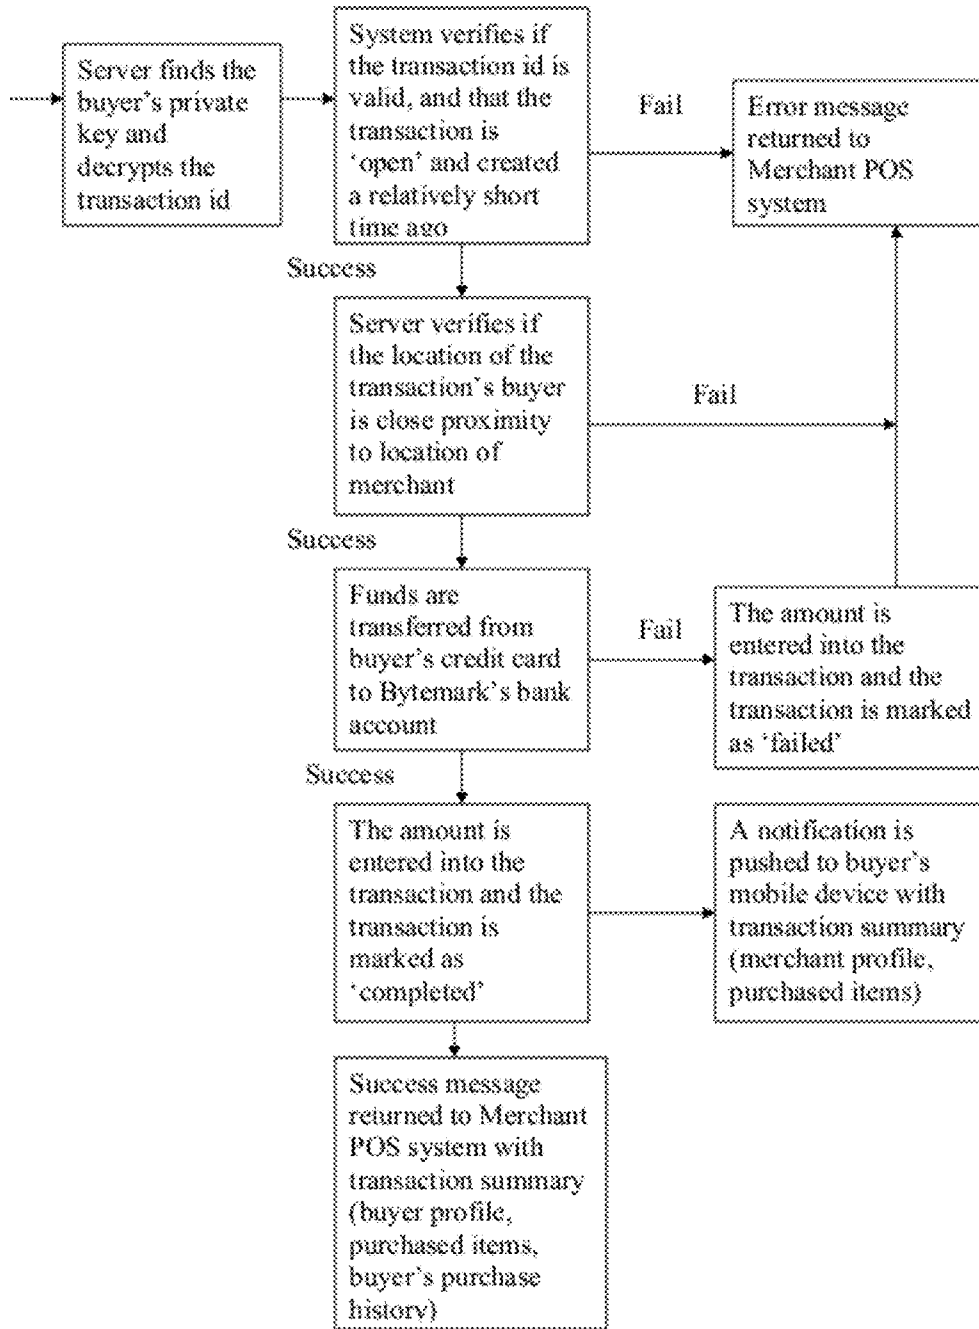 Server finds the
buyer's private
key and
decrypts the
transaction id
System verifies if
the transaction id is
valid, and that the
transaction is
'open' and created
a relatively short
time ago
Fail
Error message
returned to
Merchant POS
system
Success
Server verifies if
the location of the
transaction's buyer
is close proximity
to location of
merchant
Fail
Success
Funds are
transferred from
buyer's credit card
to Bytemark's bank
account
Fail
The amount is
entered into the
transaction and the
transaction is marked
as 'failed'
Success
The amount is
entered into the
transaction and the
transaction is
marked as
'completed'
A notification is
pushed to buyer's
mobile device with
transaction summary
(merchant profile,
purchased items)
Success message
returned to Merchant
POS system with
transaction summary
(buyer profile,
purchased items,
buyer's purchase
history)